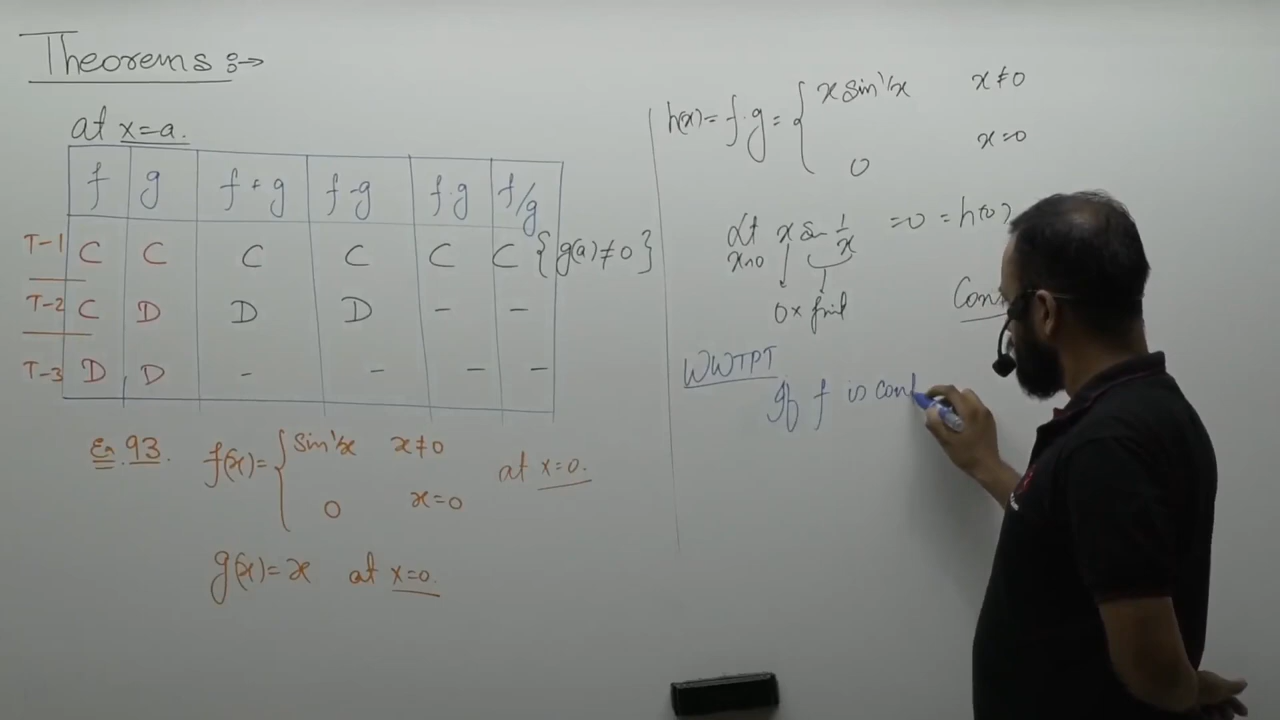 Theorems :→
at x=a.
f g f+g f-g f·g f/g
T-1 C C C C C C {g(a)≠0}
T-2 C D D D - -
T-3 D D - - - -
Ex 93. f(x)= { sin 1/x x≠0
0 x=0
at x=0.
g(x)=x at x=0.
h(x)= f·g = { x sin 1/x x≠0
0 x=0
Lt x→0 x sin 1/x =0 = h(0)
0×
WWTPT
If f is cont